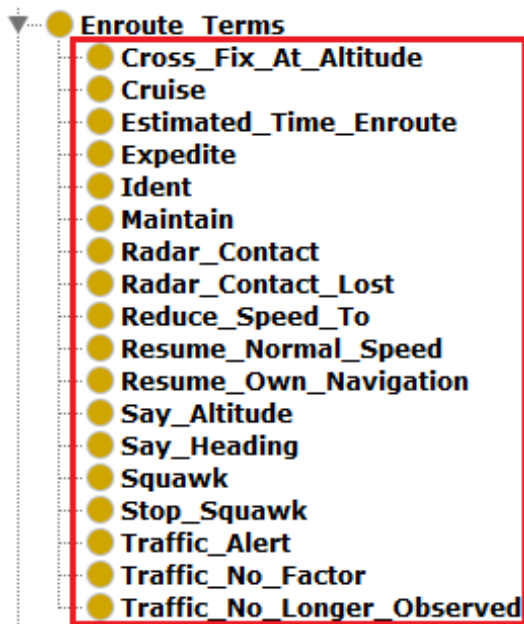 Enroute_Terms
Cross_Fix_At_Altitude
Cruise
Estimated_Time_Enroute
Expedite
Ident
Maintain
Radar_Contact
Radar_Contact_Lost
Reduce_Speed_To
Resume_Normal_Speed
Resume_Own_Navigation
Say_Altitude
Say_Heading
Squawk
Stop_Squawk
Traffic_Alert
Traffic_No_Factor
Traffic_No_Longer_Observed